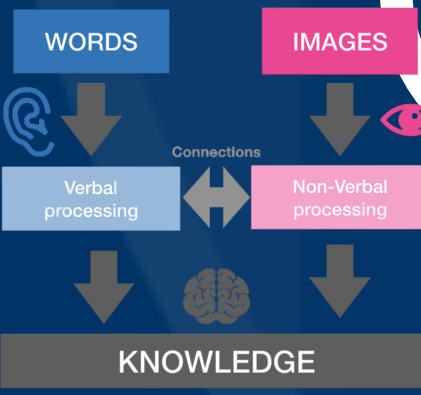 WORDS
IMAGES
Connections
Verbal
processing
Non-Verbal
processing
KNOWLEDGE